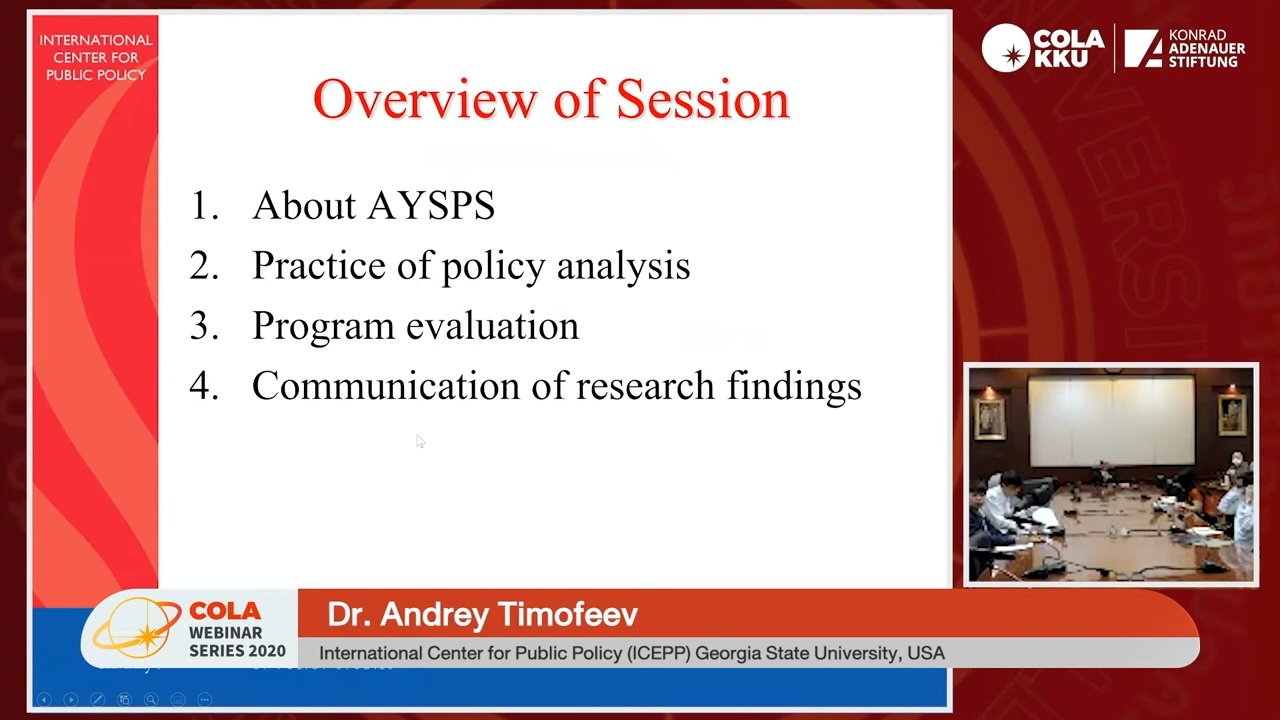 INTERNATIONAL
CENTER FOR
PUBLIC POLICY
Overview of Session
1. About AYSPS
2. Practice of policy analysis
3. Program evaluation
4. Communication of research findings
COLA
KKU
KONRAD
ADENAUER
STIFTUNG
COLA
WEBINAR
SERIES 2020
Dr. Andrey Timofeev
International Center for Public Policy (ICEPP) Georgia State University, USA